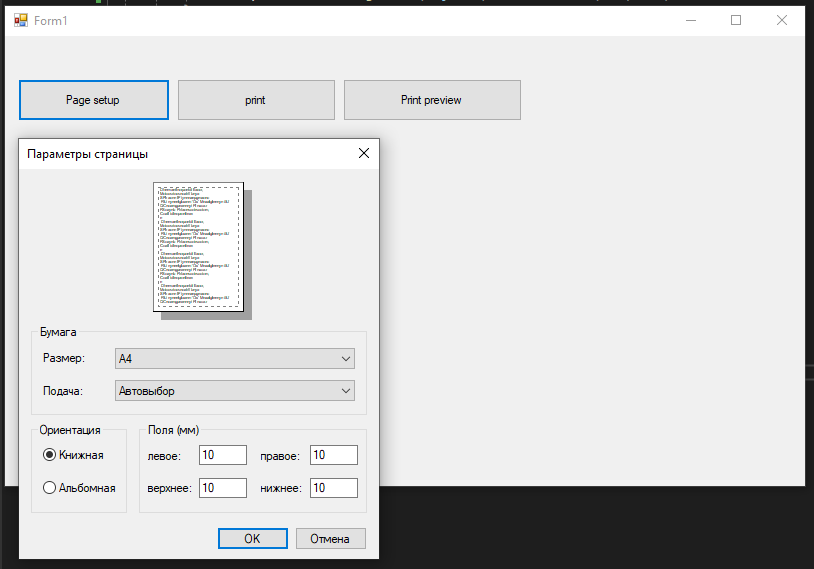 Form1
Page setup
print
Print preview
Параметры страницы
Бумага
Размер:
A4
Подача:
Автовыбор
Ориентация
Книжная
Альбомная
Поля (мм)
левое:
10
правое:
10
верхнее:
10
нижнее:
10
OK
Отмена